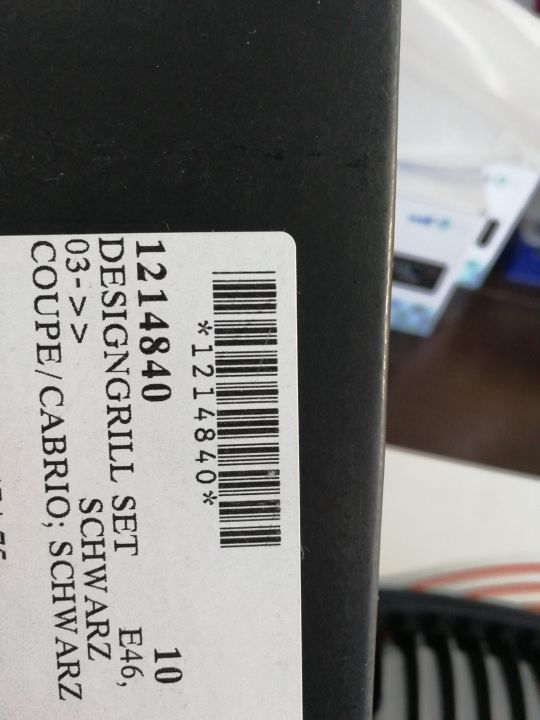 *1214840*
1214840 10
DESIGNGRILL SET E46,
03->> SCHWARZ
COUPE/CABRIO; SCHWARZ